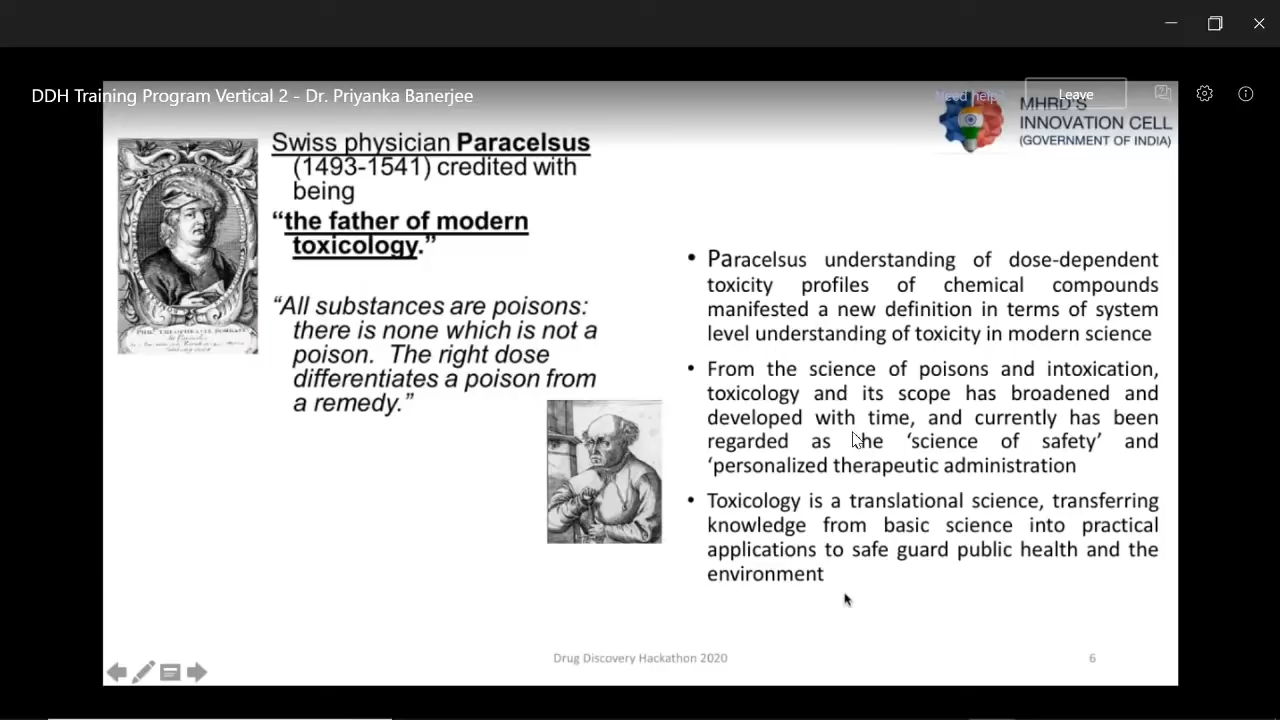 DDH Training Program Vertical 2 - Dr. Priyanka Banerjee
Need help?
Leave
MHRD'S
INNOVATION CELL
(GOVERNMENT OF INDIA)
Swiss physician Paracelsus
(1493-1541) credited with
being
“the father of modern
toxicology.”
“All substances are poisons:
there is none which is not a
poison. The right dose
differentiates a poison from
a remedy.”
• Paracelsus understanding of dose-dependent
toxicity profiles of chemical compounds
manifested a new definition in terms of system
level understanding of toxicity in modern science
• From the science of poisons and intoxication,
toxicology and its scope has broadened and
developed with time, and currently has been
regarded as the ‘science of safety’ and
‘personalized therapeutic administration
• Toxicology is a translational science, transferring
knowledge from basic science into practical
applications to safe guard public health and the
environment
Drug Discovery Hackathon 2020
6